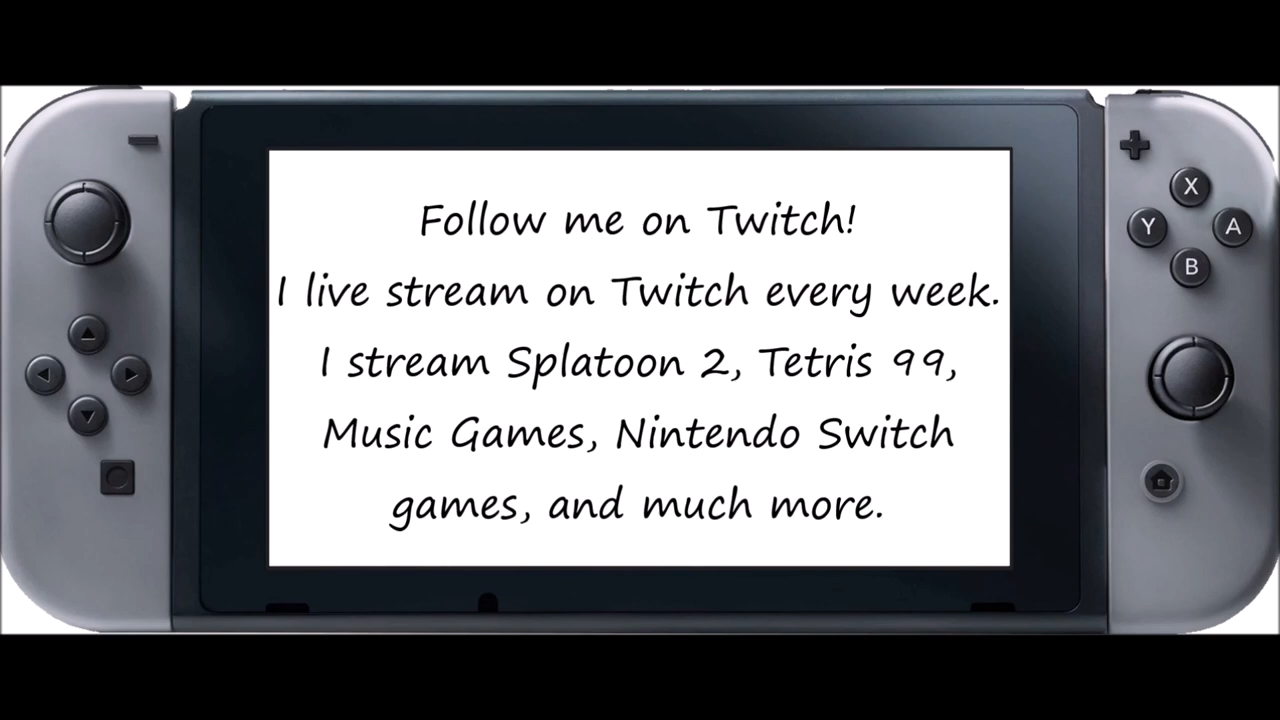 Follow me on Twitch!
I live stream on Twitch every week.
I stream Splatoon 2, Tetris 99,
Music Games, Nintendo Switch
games, and much more.
X
Y
A
B